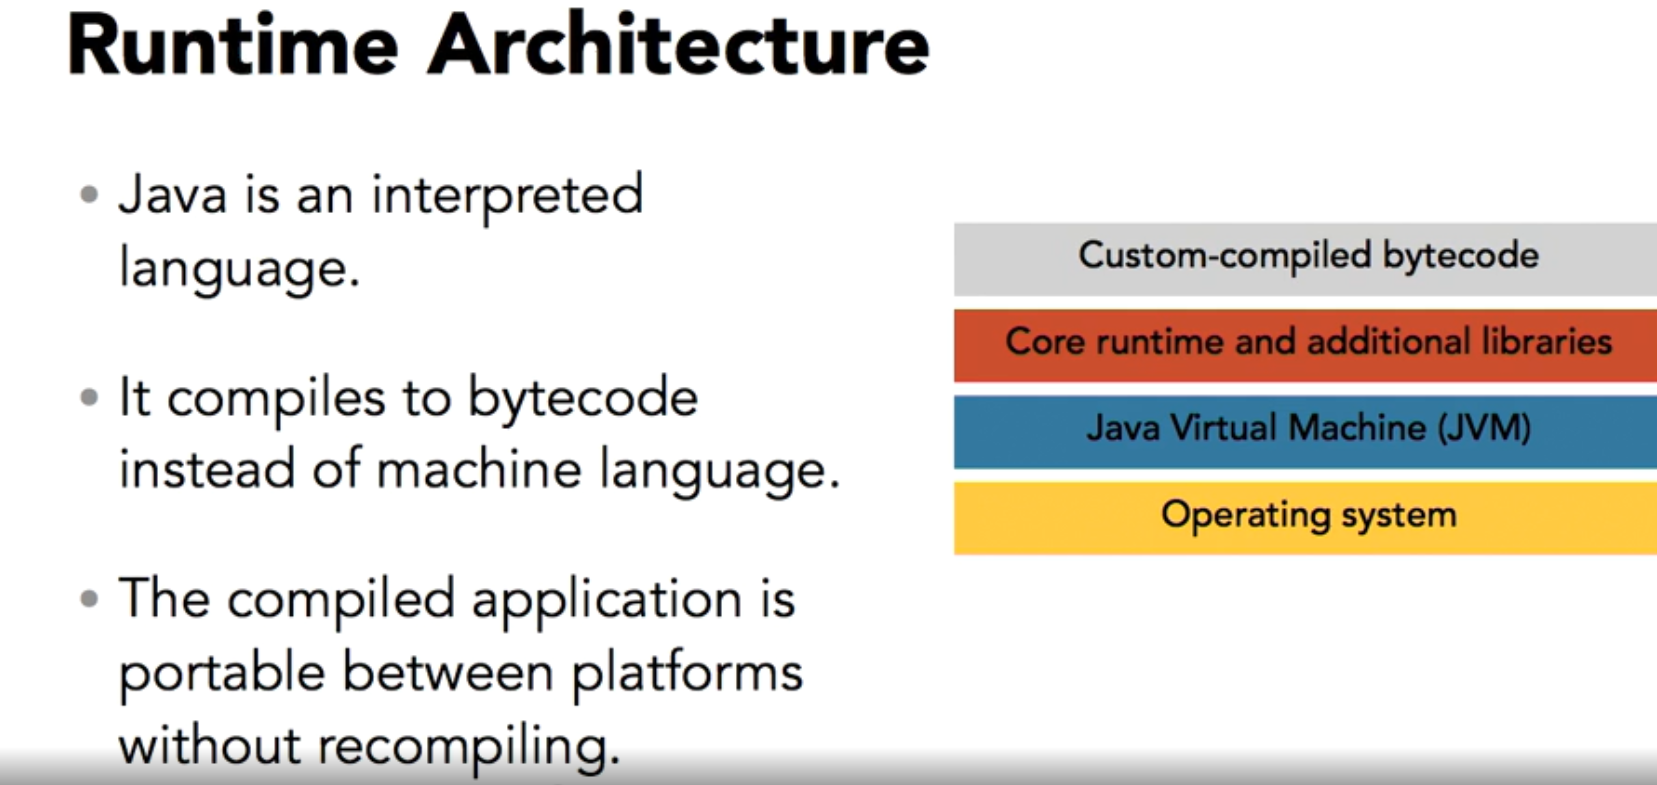 Runtime Architecture
• Java is an interpreted
language.
• It compiles to bytecode
instead of machine language.
• The compiled application is
portable between platforms
without recompiling.
Custom-compiled bytecode
Core runtime and additional libraries
Java Virtual Machine (JVM)
Operating system